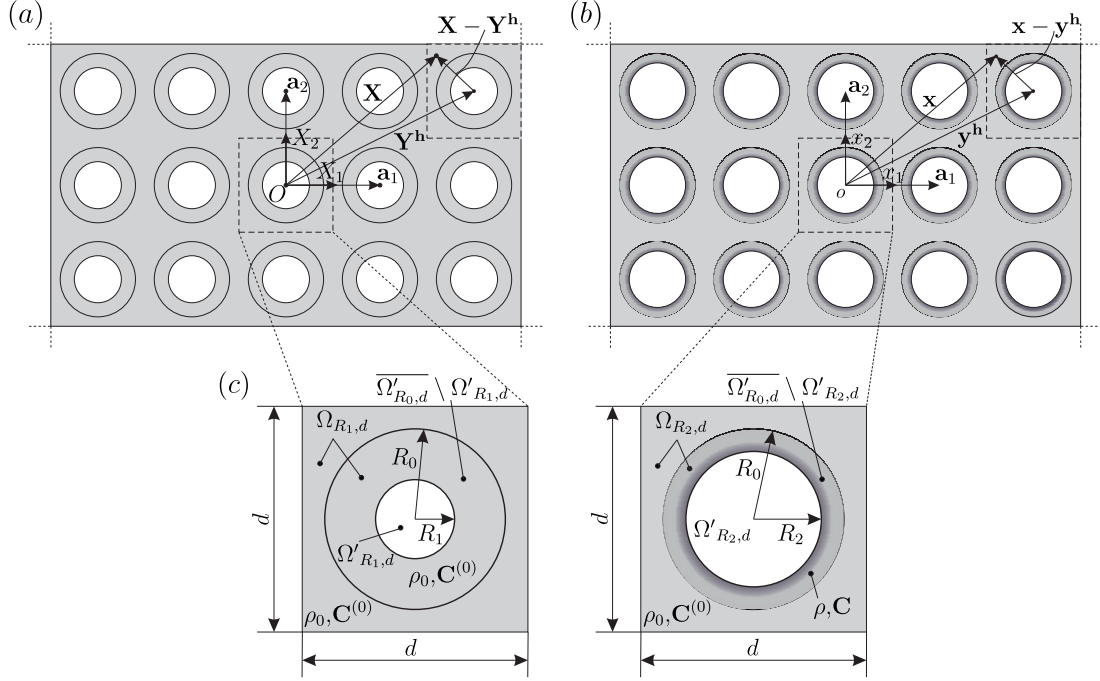 (a)
X − Y^h
a_2
X
X_2
Y^h
X_1
a_1
O
(b)
x − y^h
a_2
x
x_2
y^h
x_1
a_1
o
(c)
\overline{Ω′_{R_0,d}} \ Ω′_{R_1,d}
Ω_{R_1,d}
R_0
d
R_1
Ω′_{R_1,d}
ρ_0, C^{(0)}
ρ_0, C^{(0)}
d
\overline{Ω′_{R_0,d}} \ Ω′_{R_2,d}
Ω_{R_2,d}
R_0
d
Ω′_{R_2,d}
R_2
ρ_0, C^{(0)}
ρ, C
d